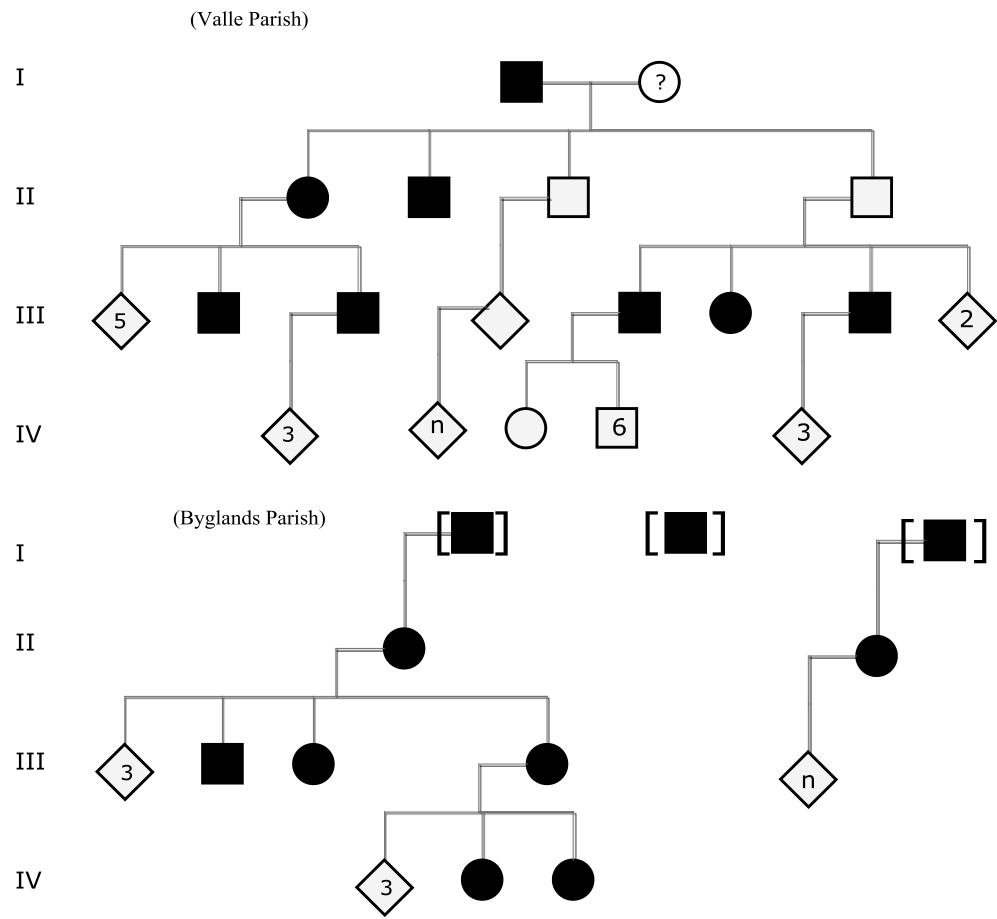 (Valle Parish)
I
?
II
III
5
2
IV
3
n
6
3
(Byglands Parish)
[ ]
[ ]
[ ]
I
II
III
3
n
IV
3